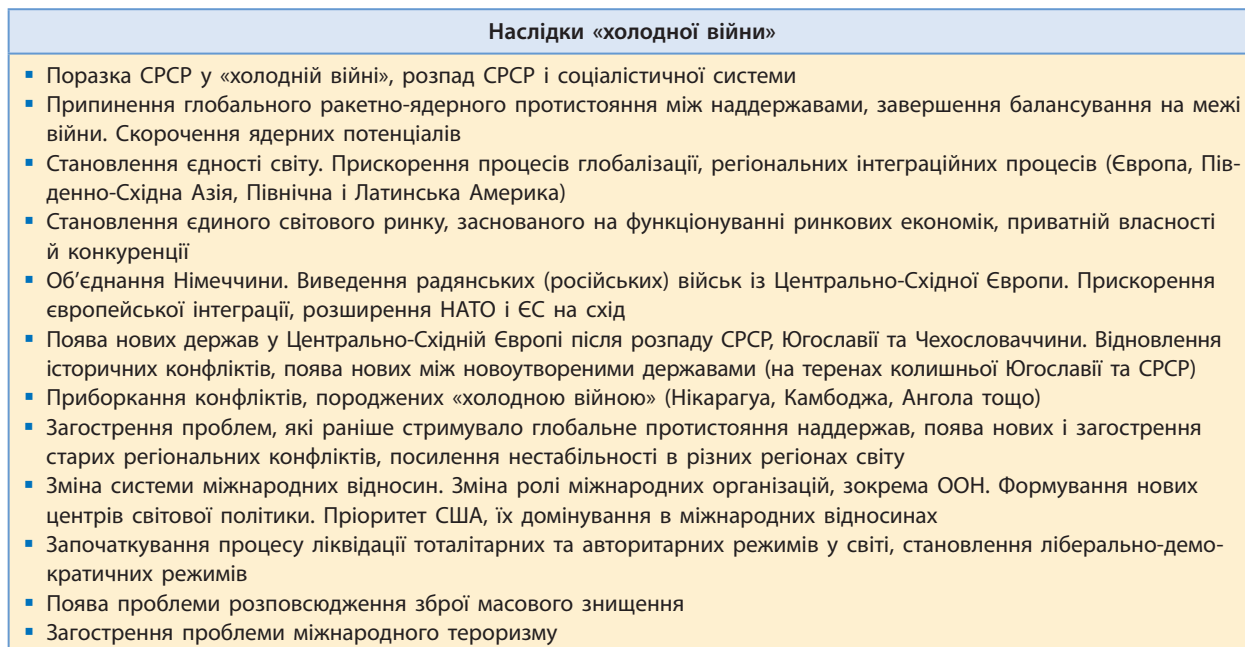 Наслідки «холодної війни»
▪ Поразка СРСР у «холодній війні», розпад СРСР і соціалістичної системи
▪ Припинення глобального ракетно-ядерного протистояння між наддержавами, завершення балансування на межі
війни. Скорочення ядерних потенціалів
▪ Становлення єдності світу. Прискорення процесів глобалізації, регіональних інтеграційних процесів (Європа, Пів-
денно-Східна Азія, Північна і Латинська Америка)
▪ Становлення єдиного світового ринку, заснованого на функціонуванні ринкових економік, приватній власності
й конкуренції
▪ Об’єднання Німеччини. Виведення радянських (російських) військ із Центрально-Східної Європи. Прискорення
європейської інтеграції, розширення НАТО і ЄС на схід
▪ Поява нових держав у Центрально-Східній Європі після розпаду СРСР, Югославії та Чехословаччини. Відновлення
історичних конфліктів, поява нових між новоутвореними державами (на теренах колишньої Югославії та СРСР)
▪ Приборкання конфліктів, породжених «холодною війною» (Нікарагуа, Камбоджа, Ангола тощо)
▪ Загострення проблем, які раніше стримувало глобальне протистояння наддержав, поява нових і загострення
старих регіональних конфліктів, посилення нестабільності в різних регіонах світу
▪ Зміна системи міжнародних відносин. Зміна ролі міжнародних організацій, зокрема ООН. Формування нових
центрів світової політики. Пріоритет США, їх домінування в міжнародних відносинах
▪ Започаткування процесу ліквідації тоталітарних та авторитарних режимів у світі, становлення ліберально-демо-
кратичних режимів
▪ Поява проблеми розповсюдження зброї масового знищення
▪ Загострення проблеми міжнародного тероризму